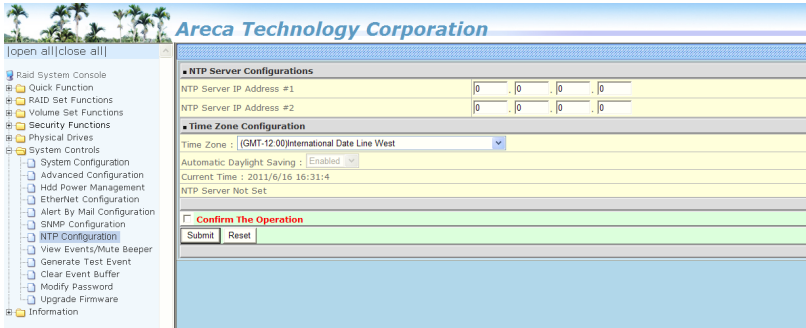 Areca Technology Corporation
|open all|close all|
Raid System Console
Quick Function
RAID Set Functions
Volume Set Functions
Security Functions
Physical Drives
System Controls
System Configuration
Advanced Configuration
Hdd Power Management
EtherNet Configuration
Alert By Mail Configuration
SNMP Configuration
NTP Configuration
View Events/Mute Beeper
Generate Test Event
Clear Event Buffer
Modify Password
Upgrade Firmware
Information
▪ NTP Server Configurations
NTP Server IP Address #1 0 . 0 . 0 . 0
NTP Server IP Address #2 0 . 0 . 0 . 0
▪ Time Zone Configuration
Time Zone : (GMT-12:00)International Date Line West
Automatic Daylight Saving : Enabled
Current Time : 2011/6/16 16:31:4
NTP Server Not Set
Confirm The Operation
Submit Reset